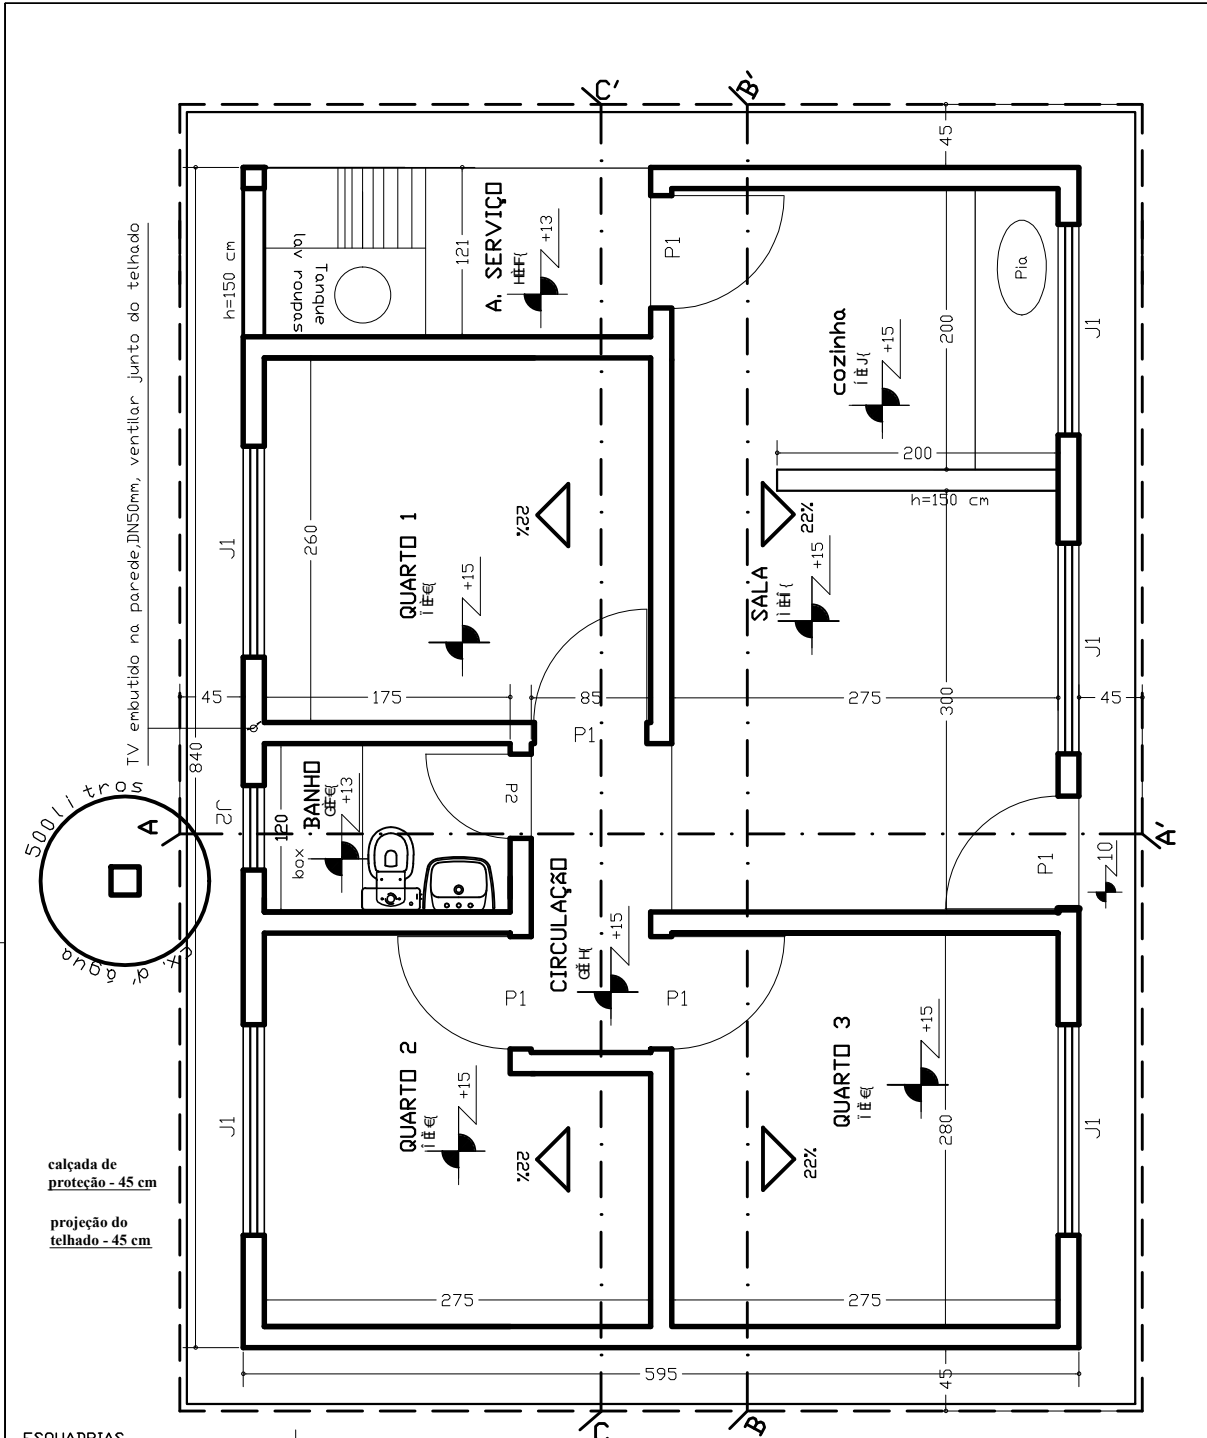 C'
B'
45
A. SERVIÇO
+13
121
lav roupas
Tanque
h=150 cm
P1
cozinha
+15
200
Pia
J1
200
h=150 cm
TV embutido na parede,DN50mm, ventilar junto do telhado
QUARTO 1
+15
260
J1
22%
22%
SALA
+15
J1
45
175
85
275
300
45
840
P1
500litros
cx. d' água
A
J2
BANHO
+13
120
box
P2
CIRCULAÇÃO
+15
P1
10
A'
P1
P1
QUARTO 2
+15
J1
22%
QUARTO 3
+15
280
J1
22%
calçada de
proteção - 45 cm
projeção do
telhado - 45 cm
275
275
595
45
C
B
ESQUADRIAS